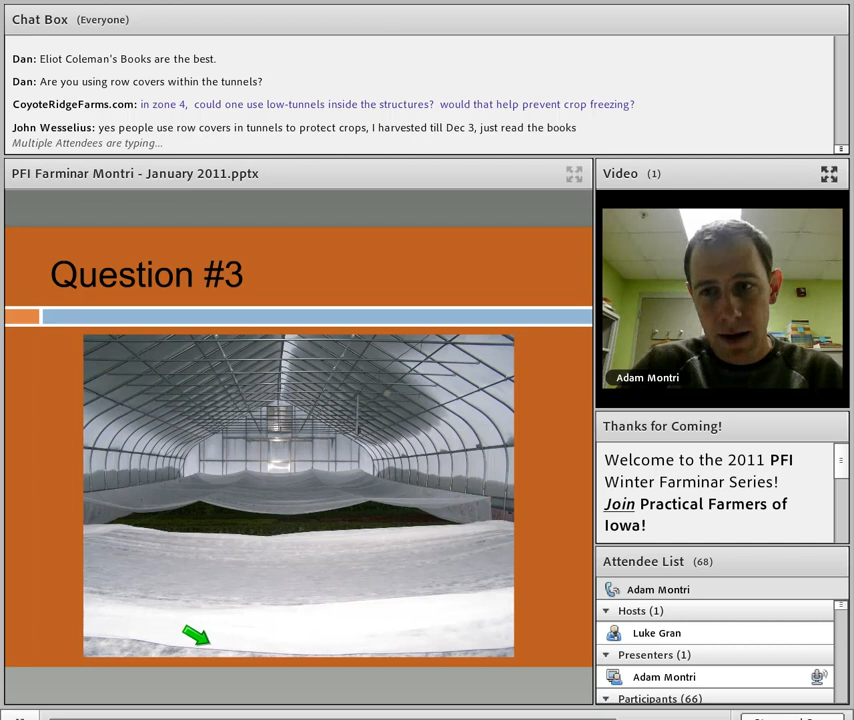 Chat Box (Everyone)
Dan: Eliot Coleman's Books are the best.
Dan: Are you using row covers within the tunnels?
CoyoteRidgeFarms.com: in zone 4, could one use low-tunnels inside the structures? would that help prevent crop freezing?
John Wesselius: yes people use row covers in tunnels to protect crops, I harvested till Dec 3, just read the books
Multiple Attendees are typing...
PFI Farminar Montri - January 2011.pptx
Question #3
Video (1)
Adam Montri
Thanks for Coming!
Welcome to the 2011 PFI
Winter Farminar Series!
Join Practical Farmers of
Iowa!
Attendee List (68)
Adam Montri
Hosts (1)
Luke Gran
Presenters (1)
Adam Montri
Participants (66)